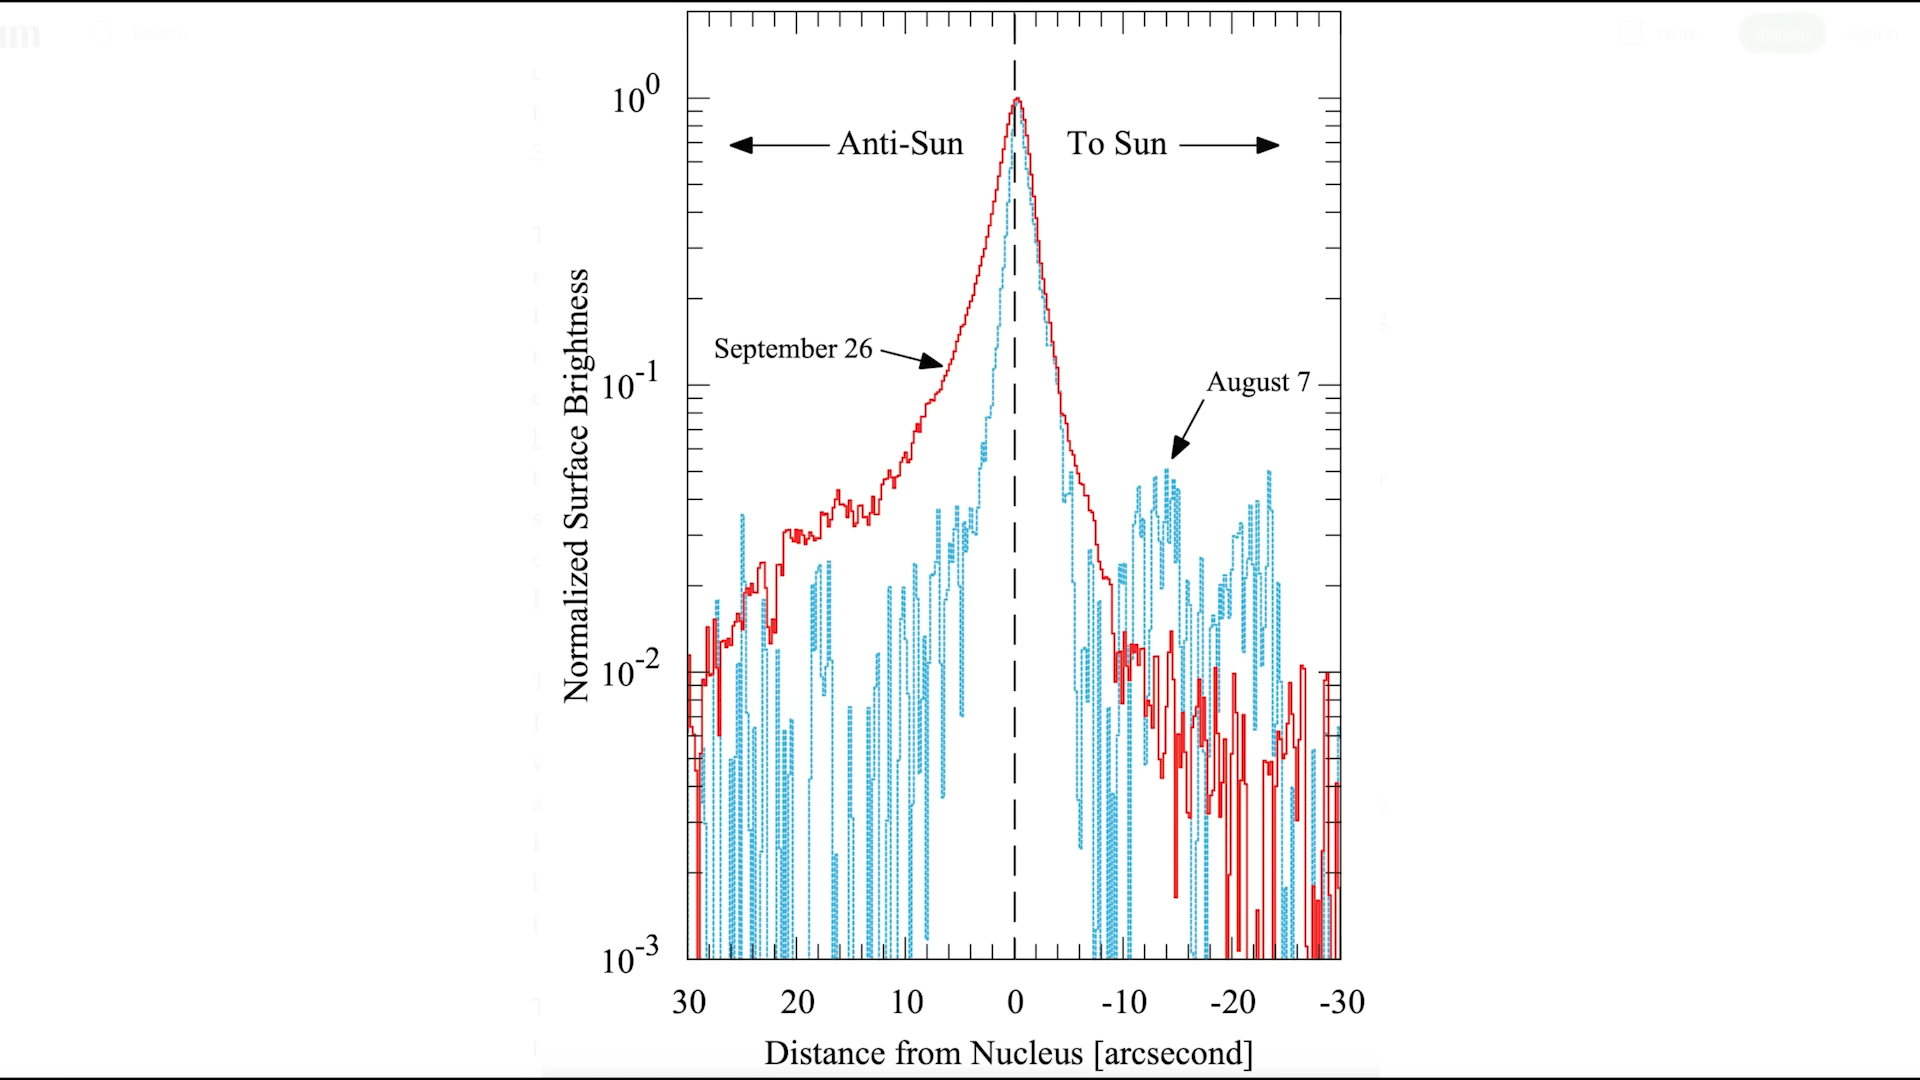 10^0
Anti-Sun
To Sun
September 26
10^-1
August 7
Normalized Surface Brightness
10^-2
10^-3
30 20 10 0 -10 -20 -30
Distance from Nucleus [arcsecond]